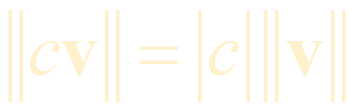 ‖c𝐯‖ = |c|‖𝐯‖